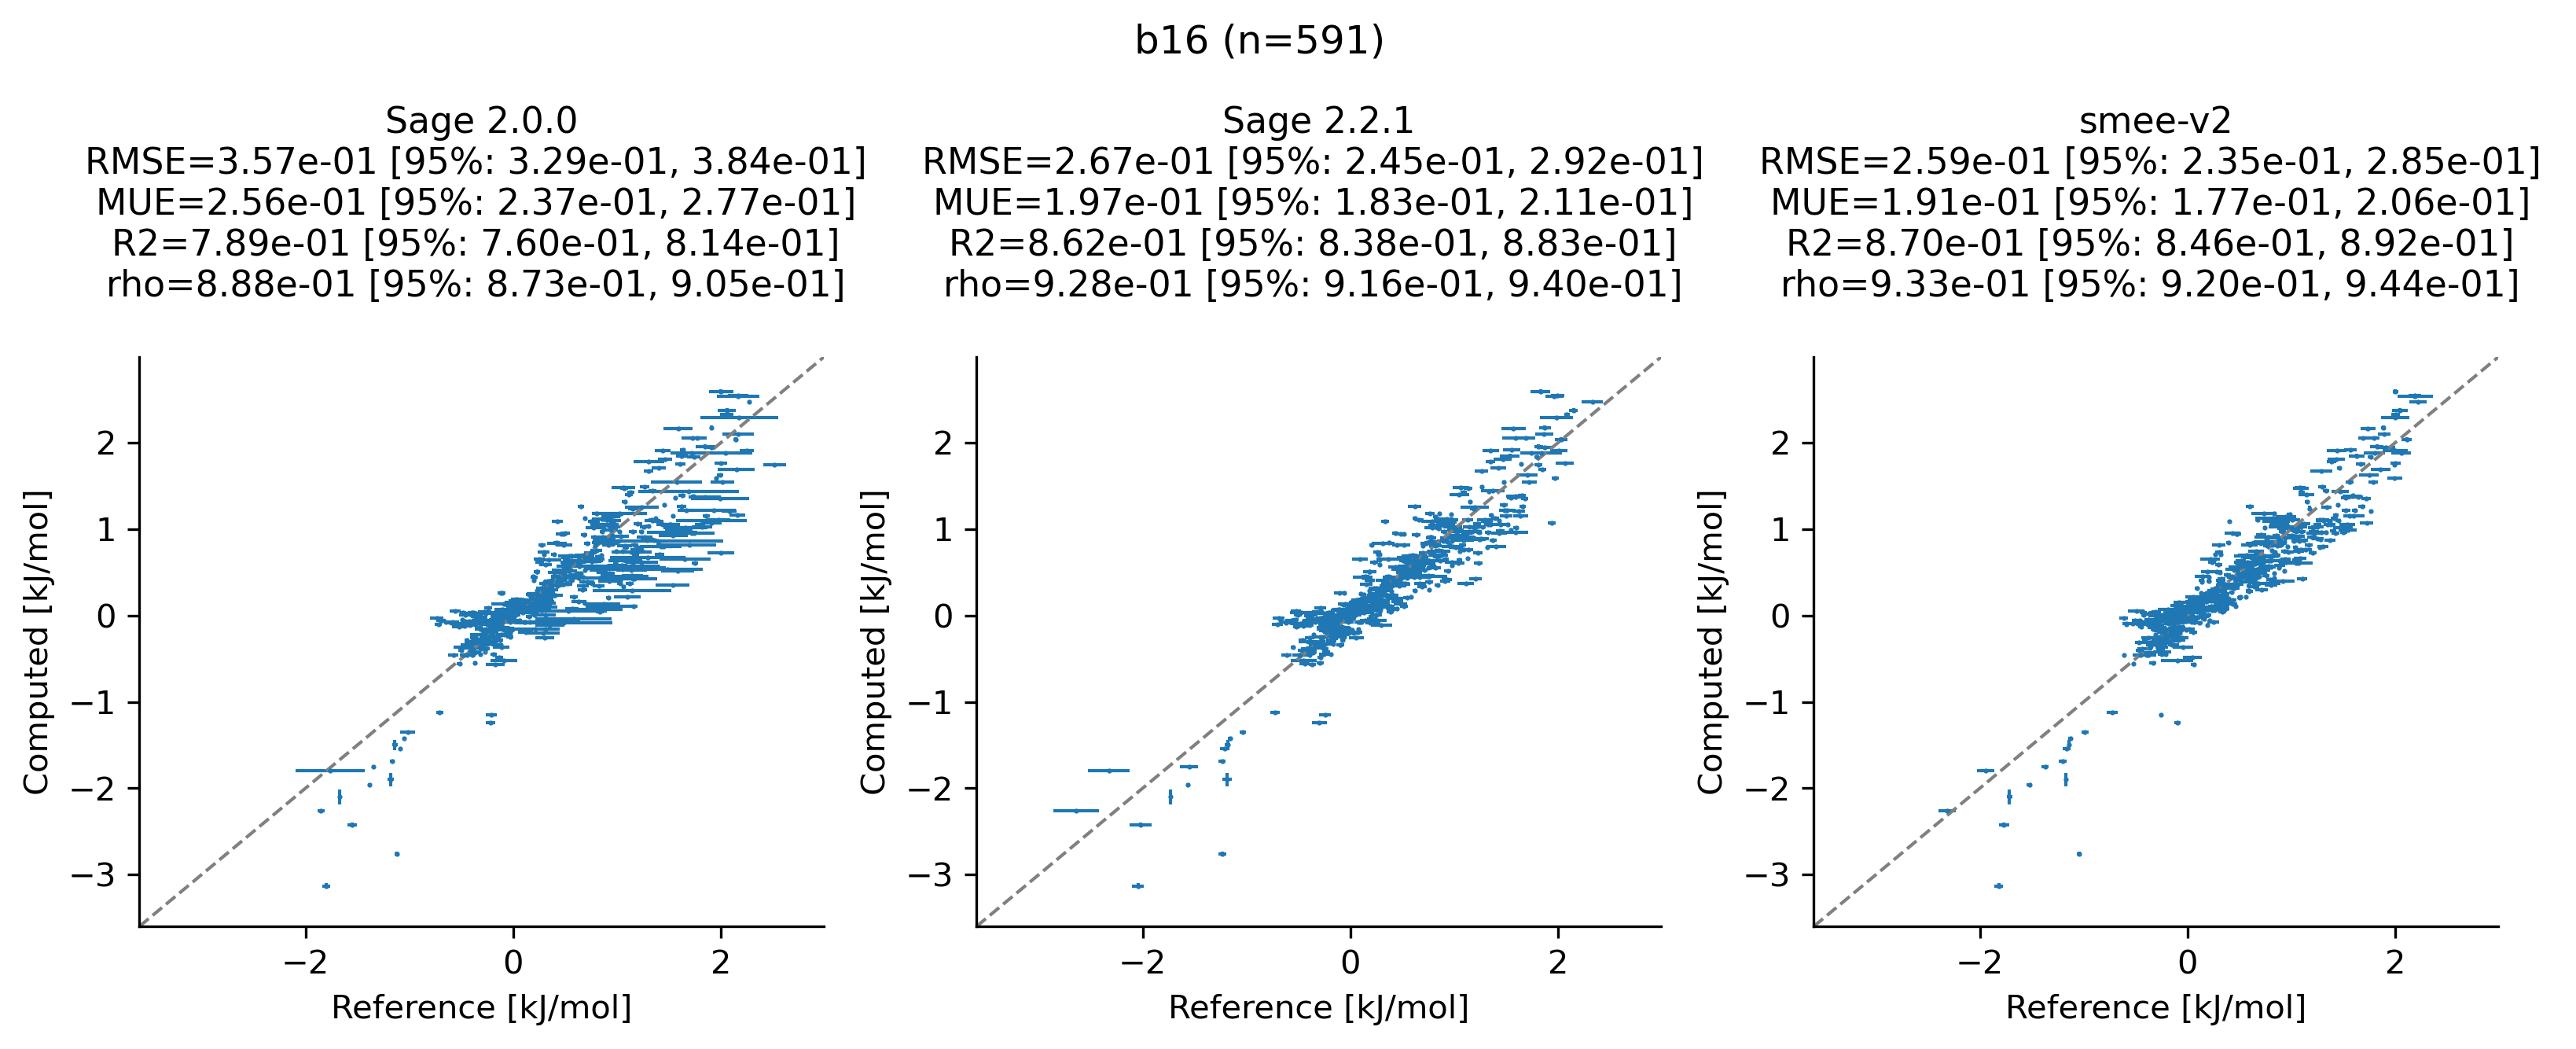 b16 (n=591)
Sage 2.0.0
RMSE=3.57e-01 [95%: 3.29e-01, 3.84e-01]
MUE=2.56e-01 [95%: 2.37e-01, 2.77e-01]
R2=7.89e-01 [95%: 7.60e-01, 8.14e-01]
rho=8.88e-01 [95%: 8.73e-01, 9.05e-01]
Computed [kJ/mol]
2
1
0
−1
−2
−3
−2
0
2
Reference [kJ/mol]
Sage 2.2.1
RMSE=2.67e-01 [95%: 2.45e-01, 2.92e-01]
MUE=1.97e-01 [95%: 1.83e-01, 2.11e-01]
R2=8.62e-01 [95%: 8.38e-01, 8.83e-01]
rho=9.28e-01 [95%: 9.16e-01, 9.40e-01]
Computed [kJ/mol]
2
1
0
−1
−2
−3
−2
0
2
Reference [kJ/mol]
smee-v2
RMSE=2.59e-01 [95%: 2.35e-01, 2.85e-01]
MUE=1.91e-01 [95%: 1.77e-01, 2.06e-01]
R2=8.70e-01 [95%: 8.46e-01, 8.92e-01]
rho=9.33e-01 [95%: 9.20e-01, 9.44e-01]
Computed [kJ/mol]
2
1
0
−1
−2
−3
−2
0
2
Reference [kJ/mol]